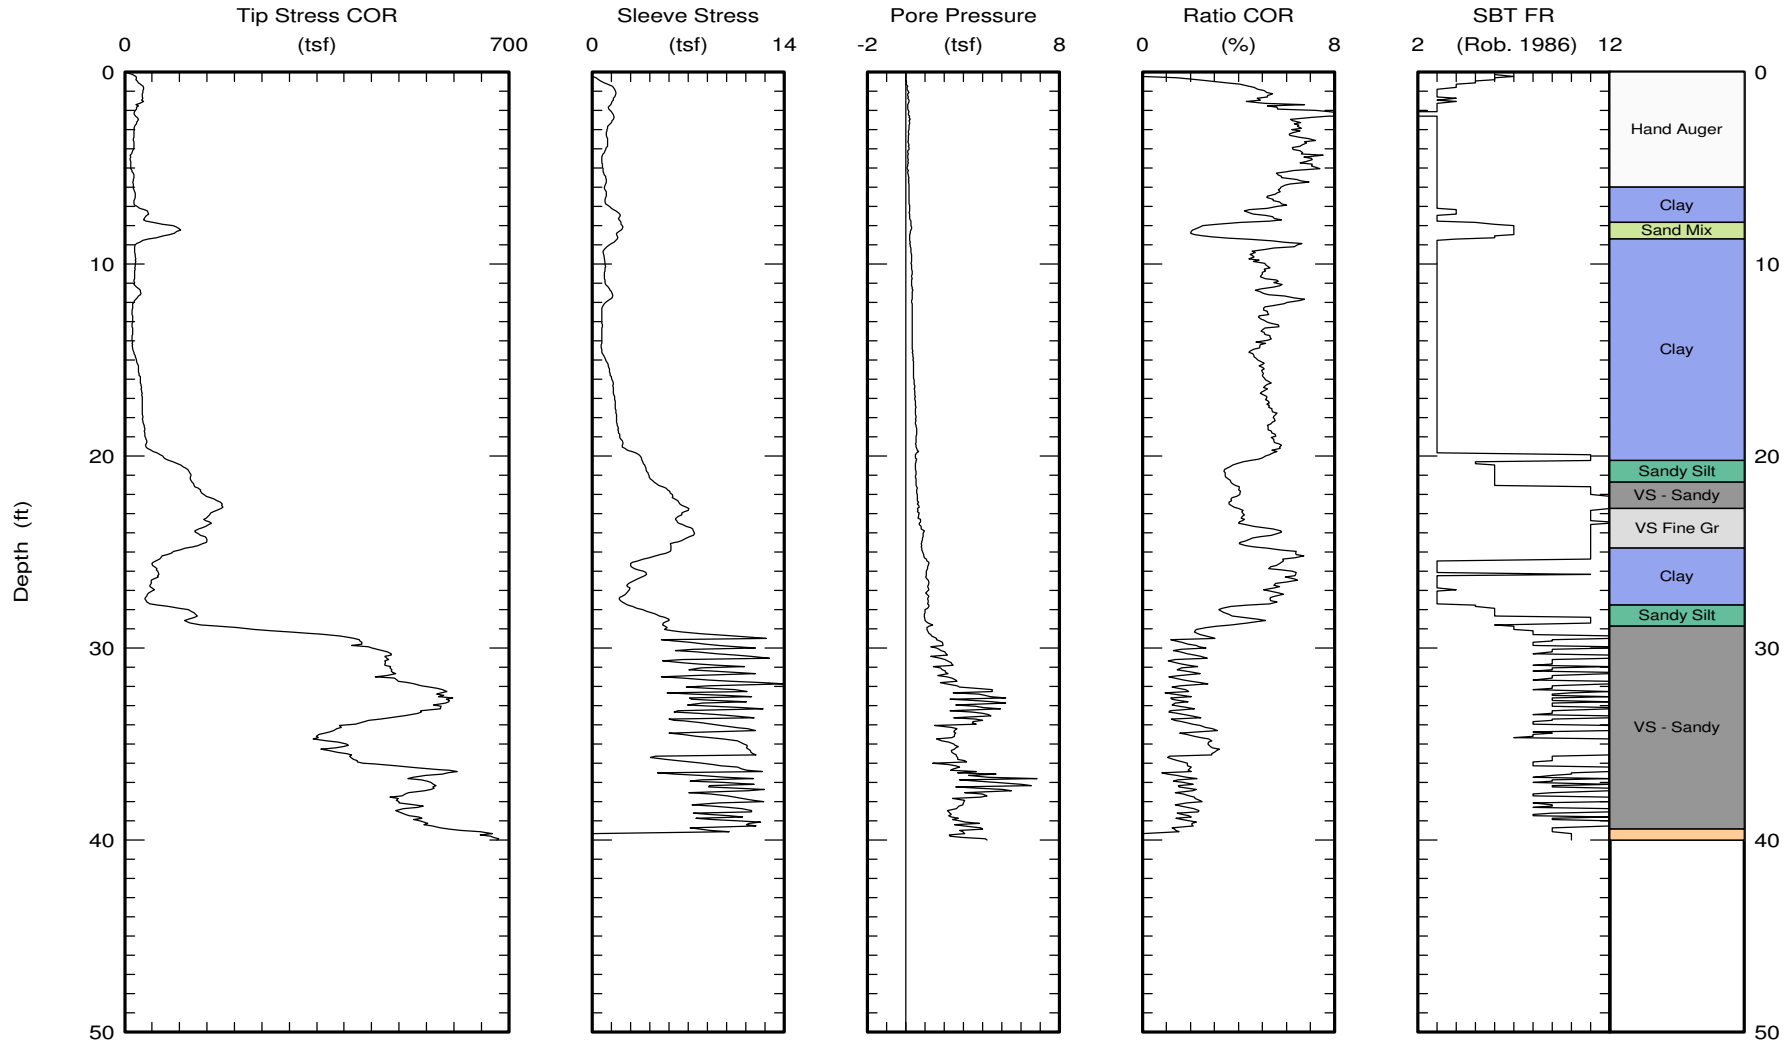 Tip Stress COR
Sleeve Stress
Pore Pressure
Ratio COR
SBT FR
0 (tsf) 700
0 (tsf) 14
-2 (tsf) 8
0 (%) 8
2 (Rob. 1986) 12
0
0
Hand Auger
Clay
Sand Mix
10
10
Clay
20
20
Sandy Silt
VS - Sandy
VS Fine Gr
Clay
Sandy Silt
30
30
VS - Sandy
40
40
50
50
Depth (ft)